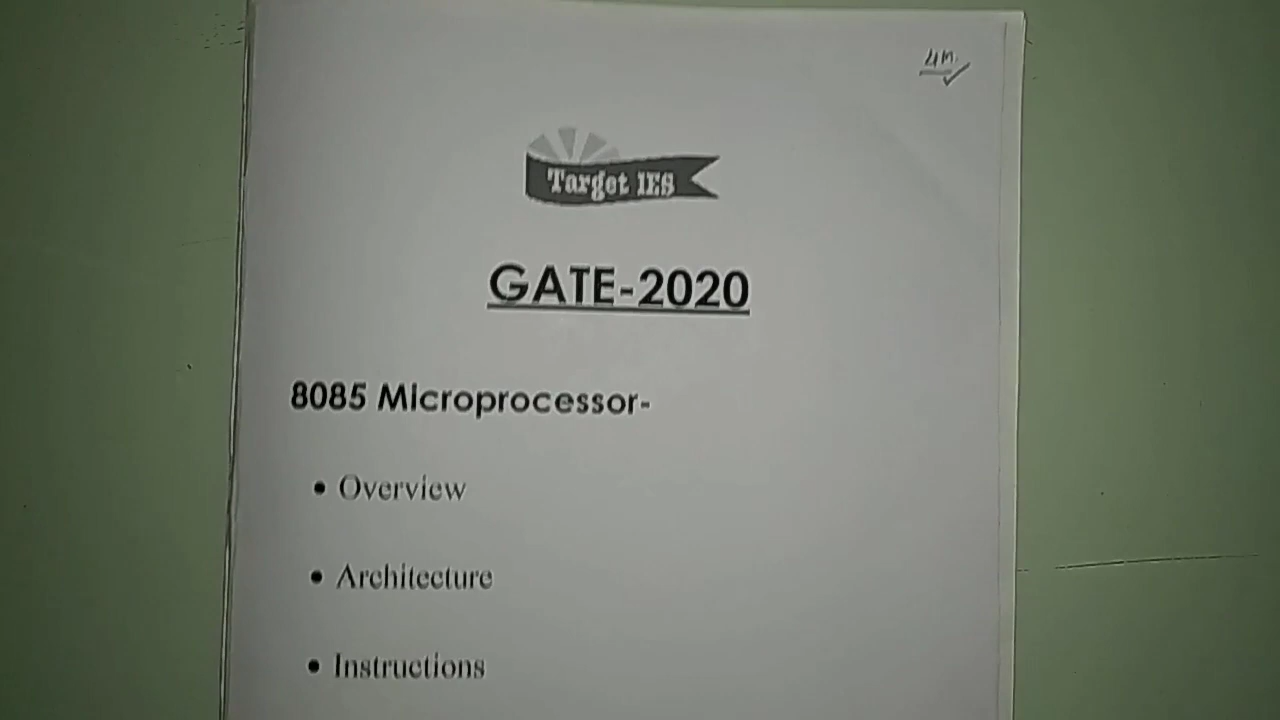 4M.
Target IES
GATE-2020
8085 Microprocessor-
• Overview
• Architecture
• Instructions